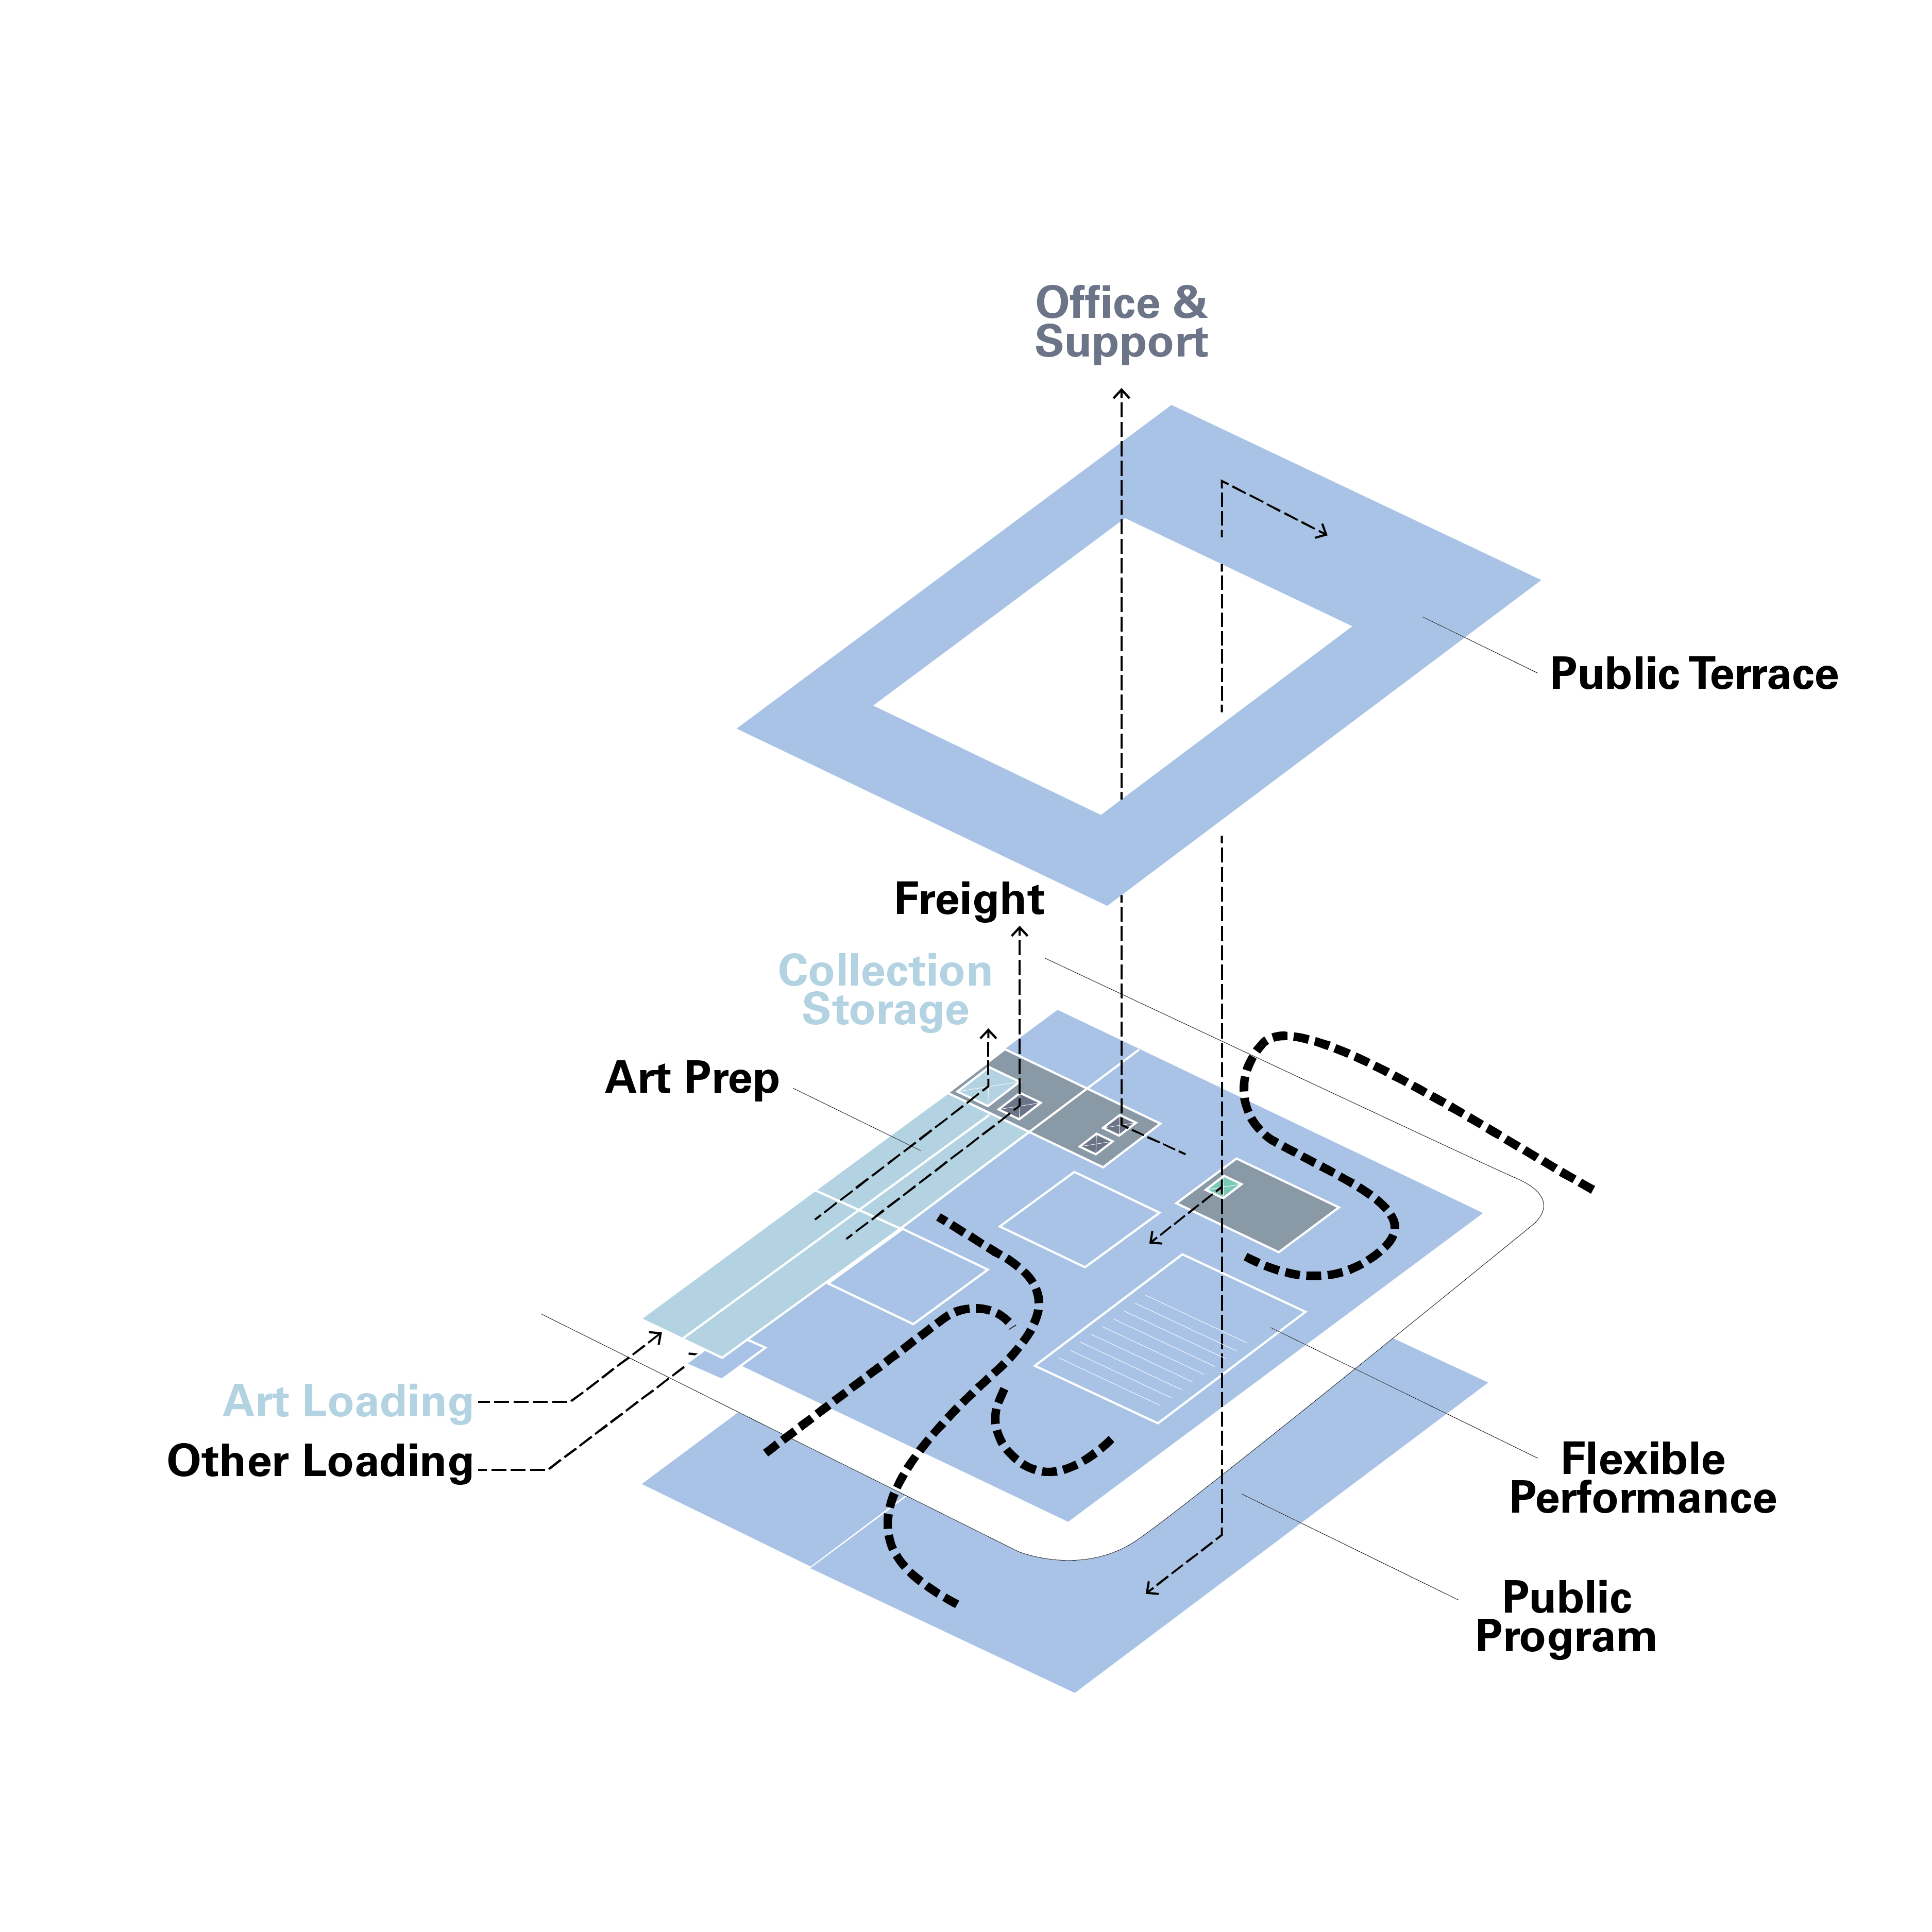 Office &
Support
Public Terrace
Freight
Collection
Storage
Art Prep
Art Loading
Other Loading
Flexible
Performance
Public
Program